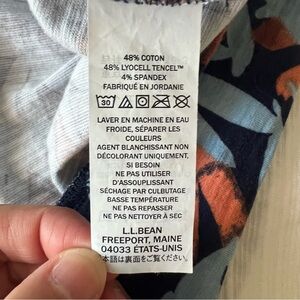 48% COTON
48% LYOCELL TENCEL™
4% SPANDEX
FABRIQUÉ EN JORDANIE
30
LAVER EN MACHINE EN EAU
FROIDE, SÉPARER LES
COULEURS
AGENT BLANCHISSANT NON
DÉCOLORANT UNIQUEMENT,
SI BESOIN
NE PAS UTILISER
D'ASSOUPLISSANT
SÉCHAGE PAR CULBUTAGE
BASSE TEMPÉRATURE
NE PAS REPASSER
NE PAS NETTOYER À SEC
L.L.BEAN
FREEPORT, MAINE
04033 ÉTATS-UNIS
本語は裏面をご覧くださ